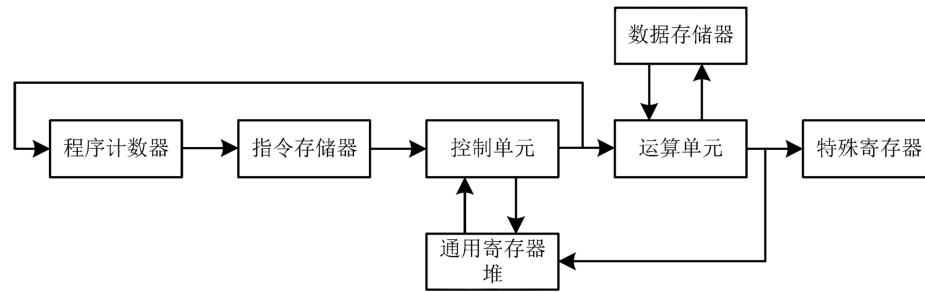 数据存储器
程序计数器
指令存储器
控制单元
运算单元
特殊寄存器
通用寄存器
堆